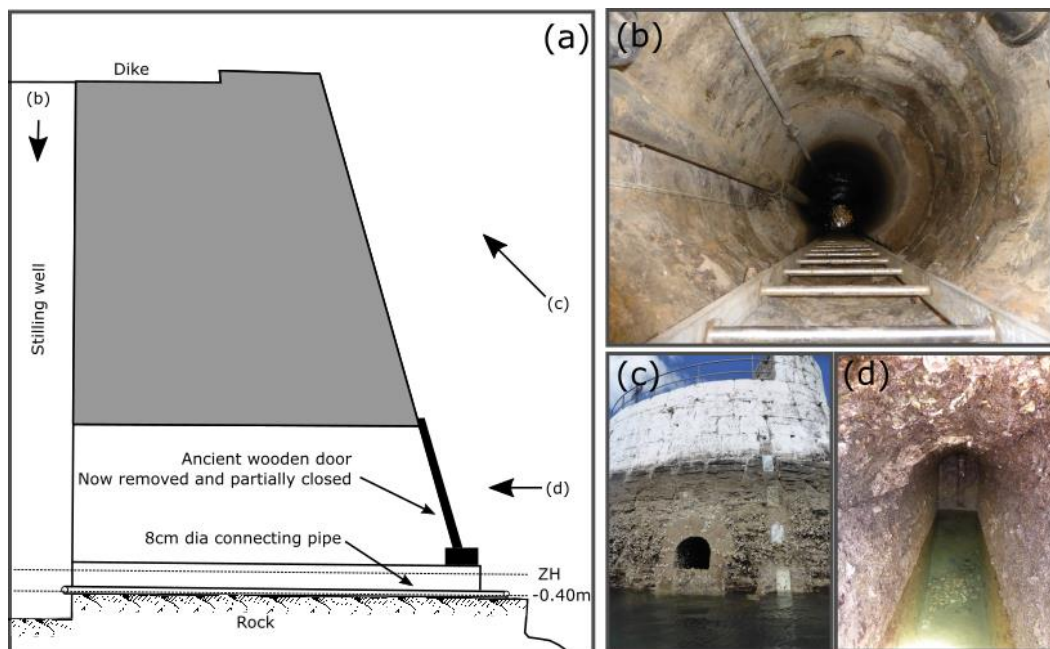 (a)
Dike
(b)
Stilling well
(c)
Ancient wooden door
Now removed and partially closed
(d)
8cm dia connecting pipe
ZH
-0.40m
Rock
(b)
(c)
(d)